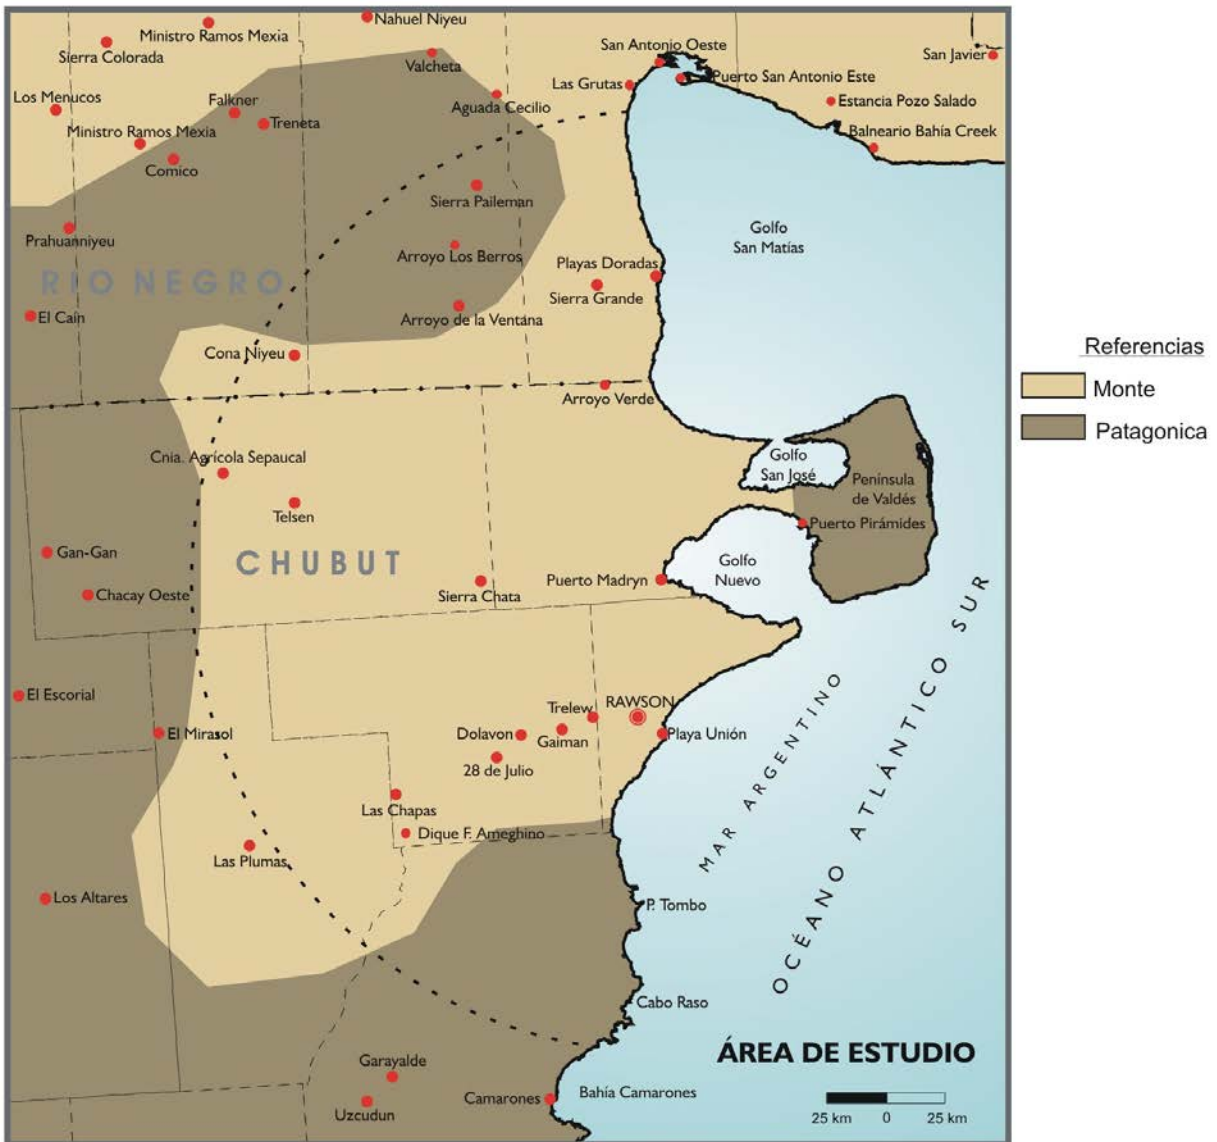 Nahuel Niyeu
Ministro Ramos Mexia
Sierra Colorada
San Antonio Oeste
San Javier
Valcheta
Puerto San Antonio Este
Las Grutas
Los Menucos
Falkner
Aguada Cecilio
Estancia Pozo Salado
Treneta
Ministro Ramos Mexia
Balneario Bahía Creek
Comico
Sierra Paileman
Golfo
San Matías
Prahuanniyeu
Arroyo Los Berros
Playas Doradas
RIO NEGRO
Sierra Grande
El Caín
Arroyo de la Ventana
Cona Niyeu
Arroyo Verde
Referencias
Monte
Patagonica
Cnia. Agrícola Sepaucal
Golfo
San José
Península
de Valdés
Telsen
Puerto Pirámides
Gan-Gan
CHUBUT
Golfo
Nuevo
Puerto Madryn
Chacay Oeste
Sierra Chata
El Escorial
Trelew
RAWSON
El Mirasol
Dolavon
Gaiman
Playa Unión
28 de Julio
MAR ARGENTINO
OCÉANO ATLÁNTICO SUR
Las Chapas
Dique F. Ameghino
Las Plumas
Los Altares
P. Tombo
Cabo Raso
ÁREA DE ESTUDIO
Garayalde
Camarones
Bahía Camarones
Uzcudun
25 km 0 25 km